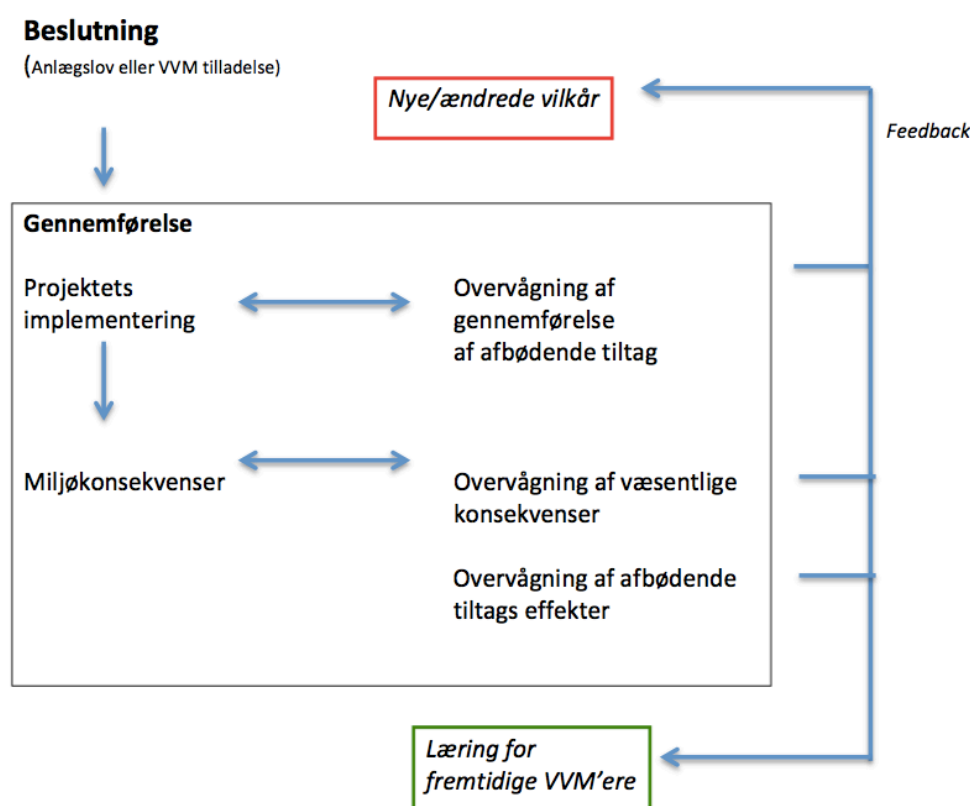 Beslutning
(Anlægslov eller VVM tilladelse)
Nye/ændrede vilkår
Feedback
Gennemførelse
Projektets
implementering
Overvågning af
gennemførelse
af afbødende tiltag
Miljøkonsekvenser
Overvågning af væsentlige
konsekvenser
Overvågning af afbødende
tiltags effekter
Læring for
fremtidige VVM'ere